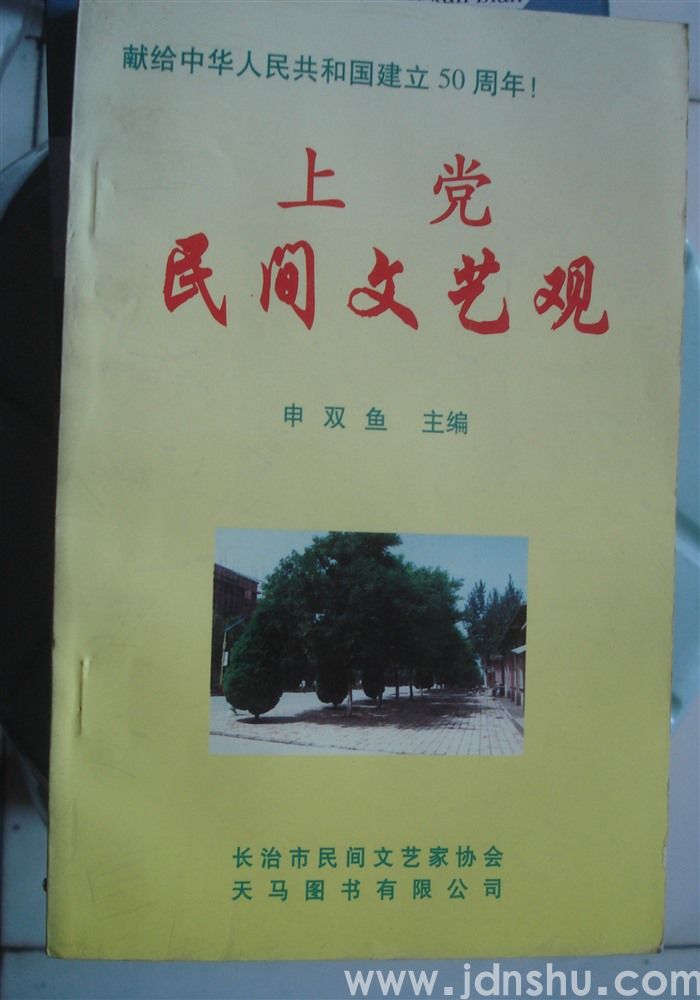 献给中华人民共和国建立 50 周年！
上党
民间文艺观
申双鱼 主编
长治市民间文艺家协会
天马图书有限公司
www.jdnshu.com